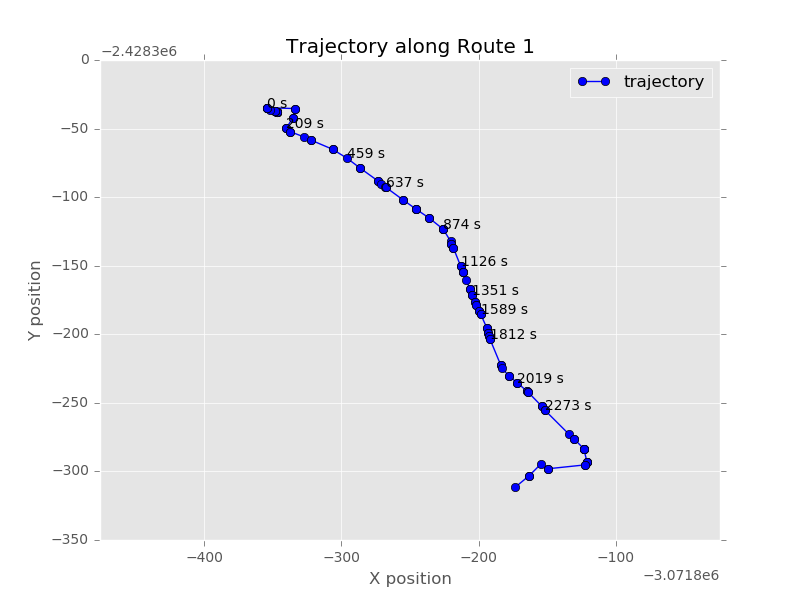 Trajectory along Route 1
−2.4283e6
trajectory
0
−50
−100
−150
−200
−250
−300
−350
Y position
0 s
209 s
459 s
637 s
874 s
1126 s
1351 s
1589 s
1812 s
2019 s
2273 s
−400
−300
−200
−100
X position
−3.0718e6